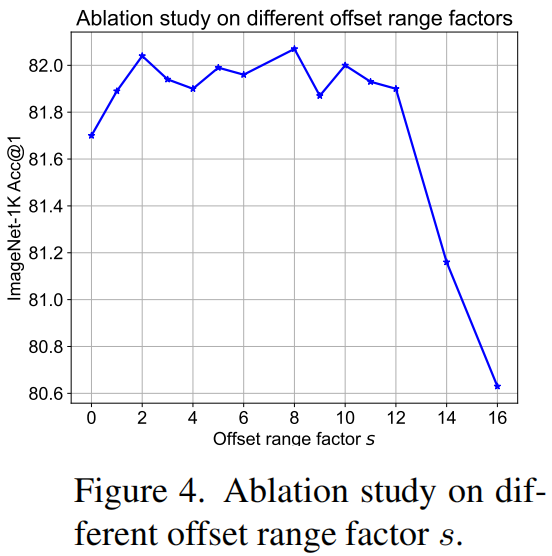 Ablation study on different offset range factors
ImageNet-1K Acc@1
82.0
81.8
81.6
81.4
81.2
81.0
80.8
80.6
0 2 4 6 8 10 12 14 16
Offset range factor s
Figure 4. Ablation study on dif-
ferent offset range factor s.